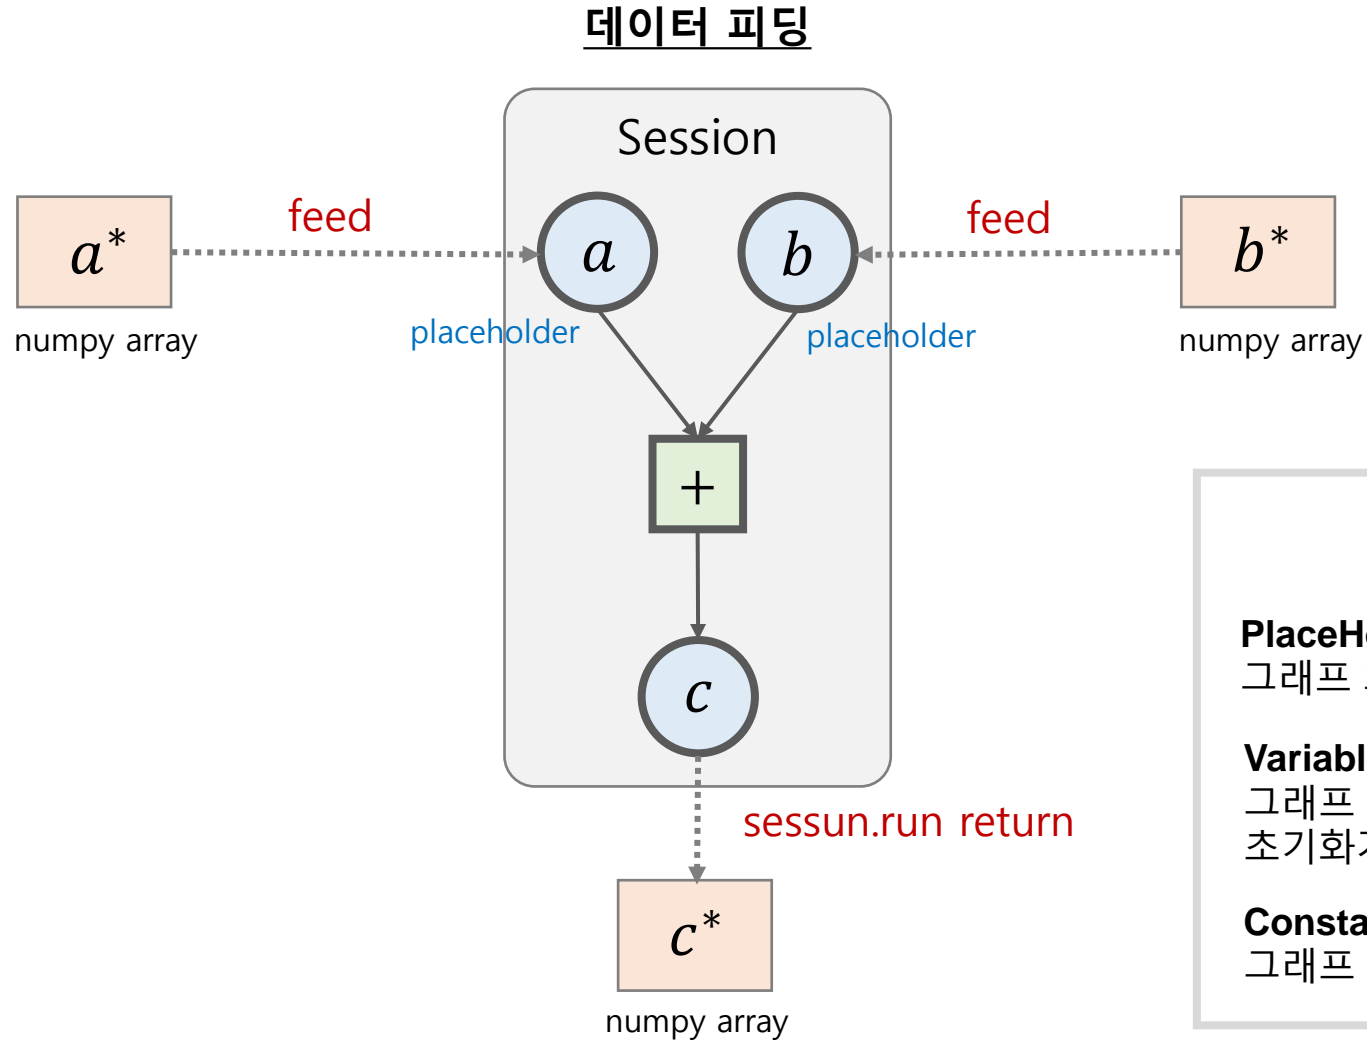 데이터 피딩
Session
feed
feed
a*
a
b
b*
placeholder
placeholder
numpy array
numpy array
+
c
sessun.run return
c*
numpy array
그래프
그래프
그래프